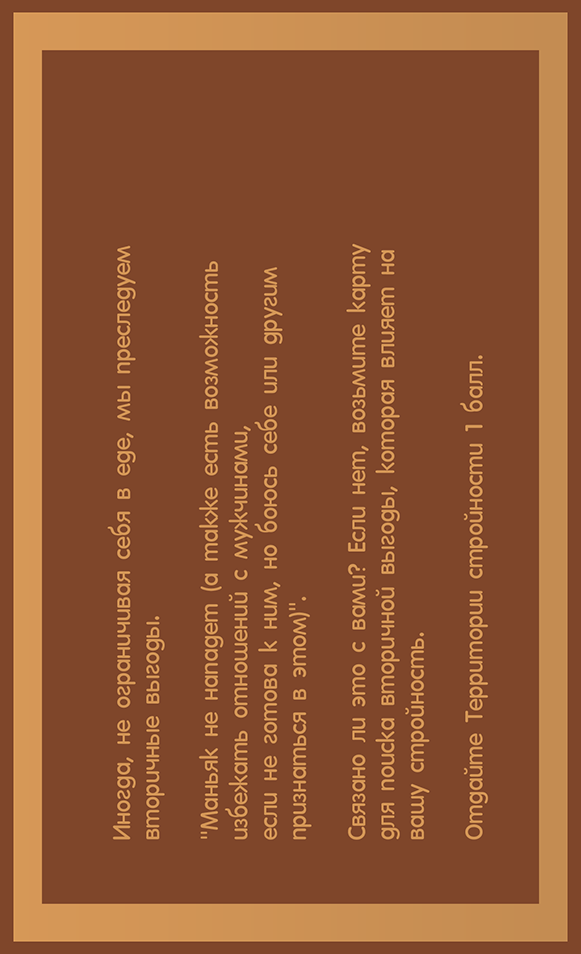 Иногда, не ограничивая себя в еде, мы преследуем
вторичные выгоды.
"Маньяк не нападет (а также есть возможность
избежать отношений с мужчинами,
если не готова к ним, но боюсь себе или другим
признаться в этом)".
Связано ли это с вами? Если нет, возьмите карту
для поиска вторичной выгоды, которая влияет на
вашу стройность.
Отдайте Территории стройности 1 балл.